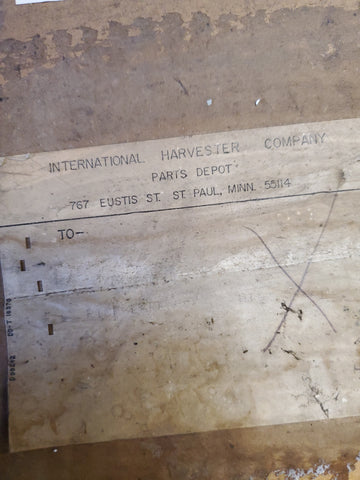 INTERNATIONAL HARVESTER COMPANY
PARTS DEPOT
767 EUSTIS ST. ST. PAUL, MINN. 55114
TO-